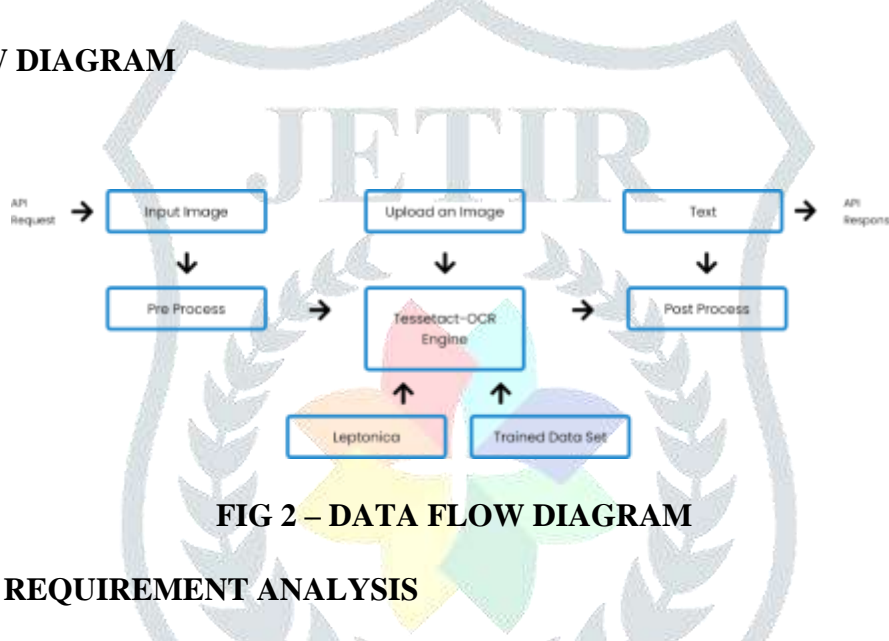 DIAGRAM
JETIR
API
Request
Input Image
Upload an Image
Text
API
Respons
Pre Process
Tessetact-OCR
Engine
Post Process
Leptonica
Trained Data Set
FIG 2 – DATA FLOW DIAGRAM
REQUIREMENT ANALYSIS